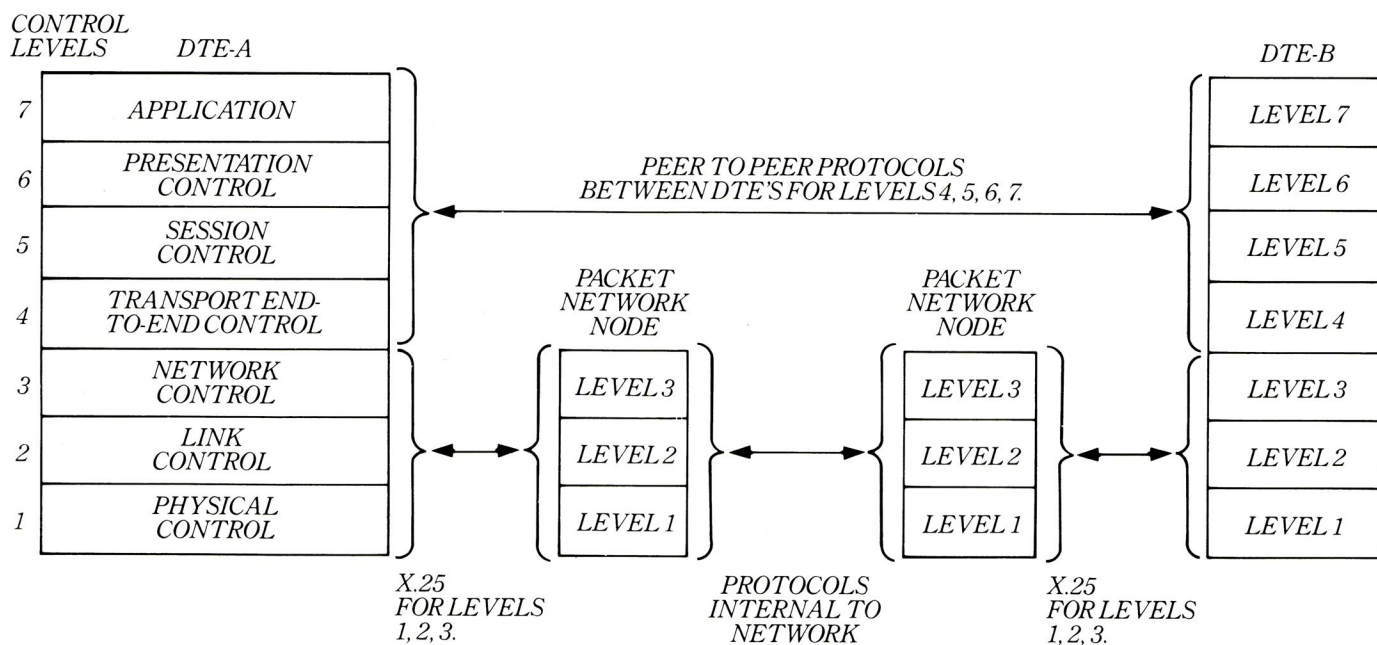 CONTROL
LEVELS DTE-A
DTE-B
7 APPLICATION
LEVEL 7
6 PRESENTATION
CONTROL
PEER TO PEER PROTOCOLS
BETWEEN DTE'S FOR LEVELS 4, 5, 6, 7.
LEVEL 6
5 SESSION
CONTROL
LEVEL 5
4 TRANSPORT END-
TO-END CONTROL
PACKET
NETWORK
NODE
PACKET
NETWORK
NODE
LEVEL 4
3 NETWORK
CONTROL
LEVEL 3
LEVEL 3
LEVEL 3
2 LINK
CONTROL
LEVEL 2
LEVEL 2
LEVEL 2
1 PHYSICAL
CONTROL
LEVEL 1
LEVEL 1
LEVEL 1
X.25
FOR LEVELS
1, 2, 3.
PROTOCOLS
INTERNAL TO
NETWORK
X.25
FOR LEVELS
1, 2, 3.